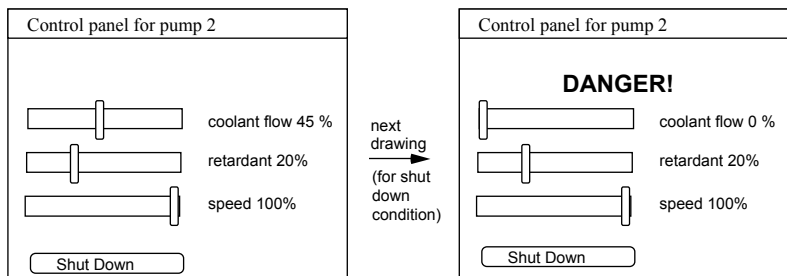 Control panel for pump 2
coolant flow 45 %
retardant 20%
speed 100%
Shut Down
next
drawing
(for shut
down
condition)
Control panel for pump 2
DANGER!
coolant flow 0 %
retardant 20%
speed 100%
Shut Down